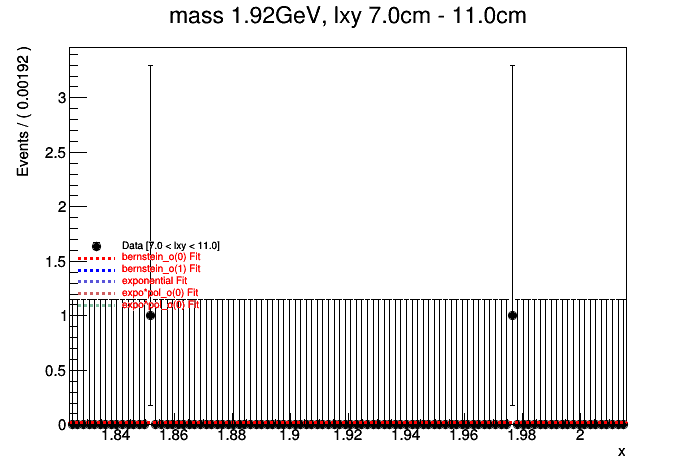 mass 1.92GeV, lxy 7.0cm - 11.0cm
Events / ( 0.00192 )
3
2.5
2
1.5
1
0.5
0
Data [7.0 < lxy < 11.0]
bernstein_o(0) Fit
bernstein_o(1) Fit
exponential Fit
expo*pol_o(0) Fit
1.84 1.86 1.88 1.9 1.92 1.94 1.96 1.98 2
x